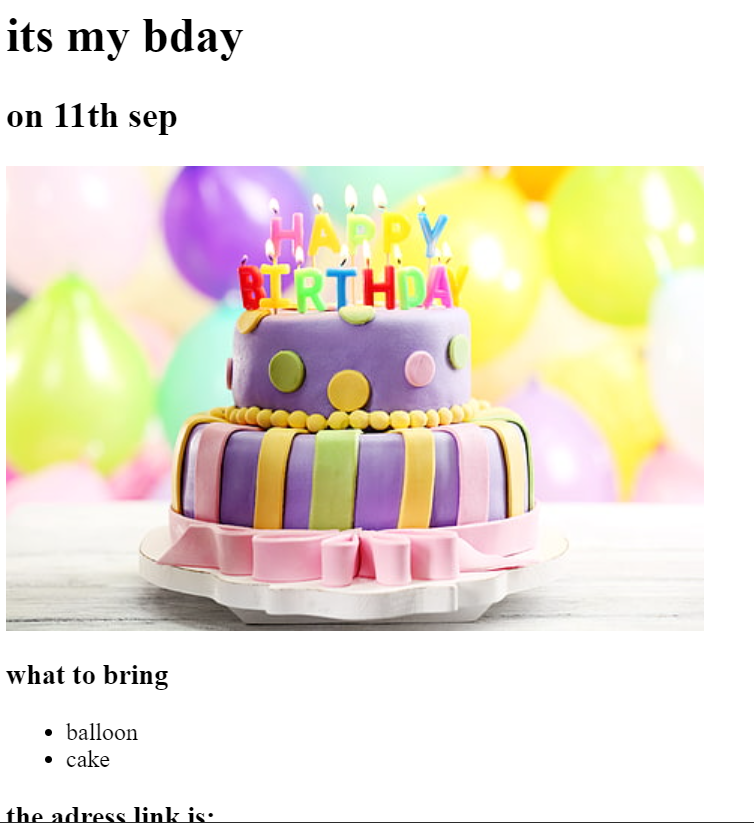 its my bday
on 11th sep
HAPPY
BIRTHDAY
what to bring
balloon
cake
the adress link is: